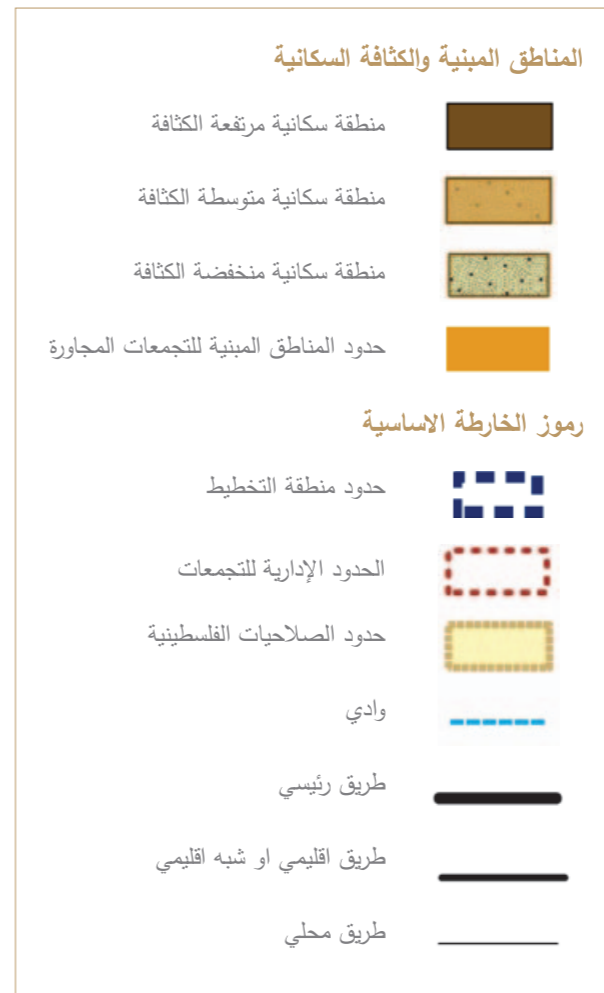 المناطق المبنية والكثافة السكانية
منطقة سكانية مرتفعة الكثافة
منطقة سكانية متوسطة الكثافة
منطقة سكانية منخفضة الكثافة
حدود المناطق المبنية للتجمعات المجاورة
رموز الخارطة الاساسية
حدود منطقة التخطيط
الحدود الإدارية للتجمعات
حدود الصلاحيات الفلسطينية
وادي
طريق رئيسي
طريق اقليمي او شبه اقليمي
طريق محلي